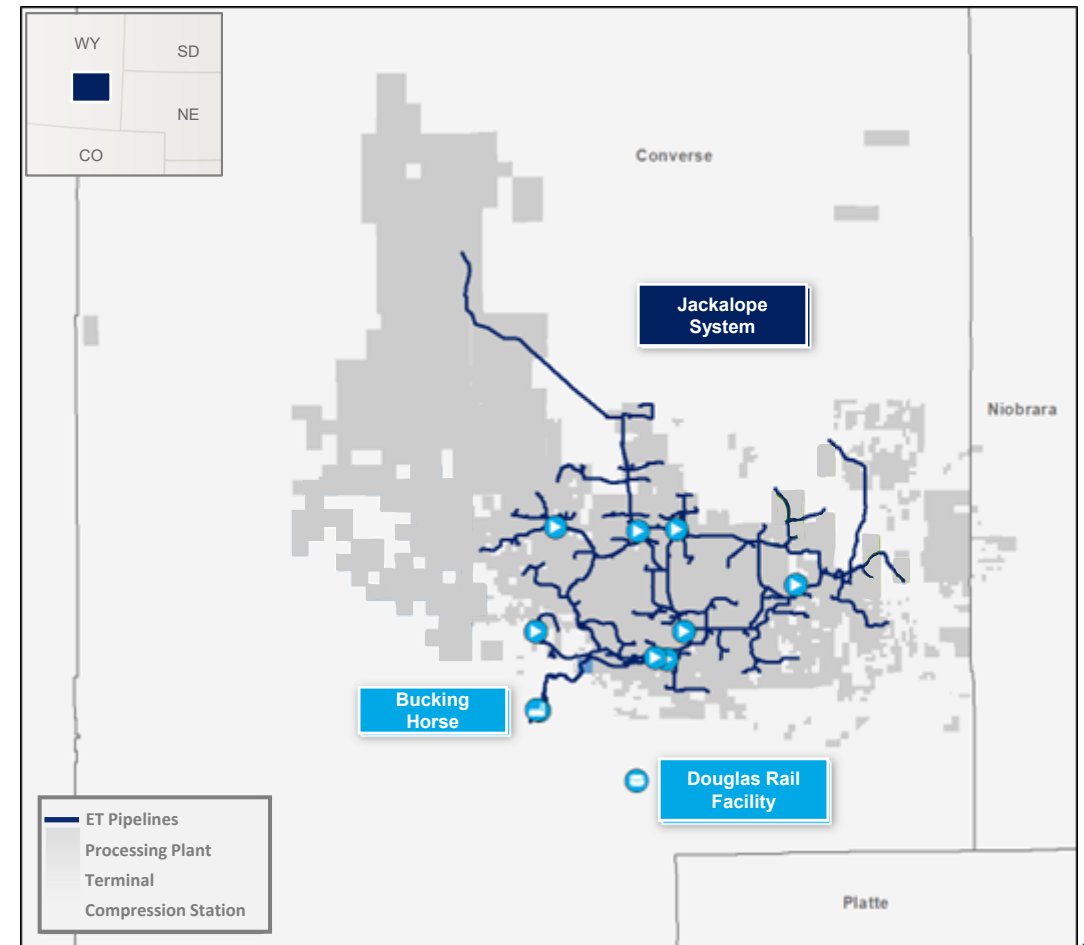 WY
SD
NE
CO
Converse
Jackalope
System
Niobrara
Bucking
Horse
Douglas Rail
Facility
ET Pipelines
Processing Plant
Terminal
Compression Station
Platte